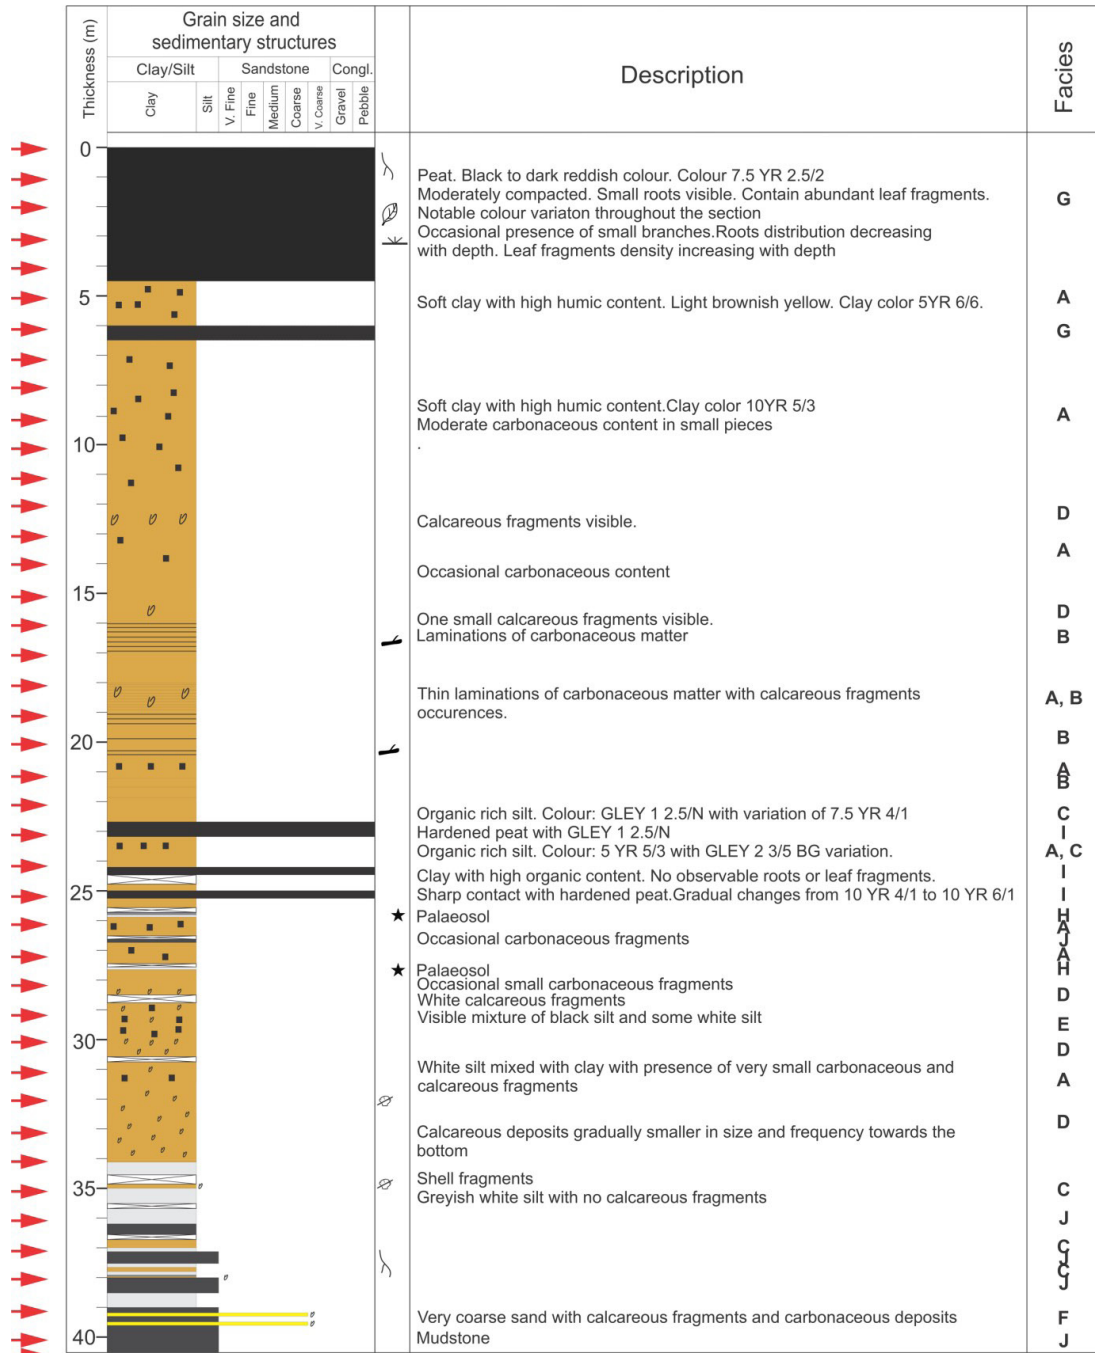 Thickness (m)
Grain size and
sedimentary structures
Clay/Silt
Sandstone
Congl.
Clay
Silt
V. Fine
Fine
Medium
Coarse
V. Coarse
Gravel
Pebble
Description
Facies
0
Peat. Black to dark reddish colour. Colour 7.5 YR 2.5/2
Moderately compacted. Small roots visible. Contain abundant leaf fragments.
G
Notable colour variaton throughout the section
Occasional presence of small branches.Roots distribution decreasing
with depth. Leaf fragments density increasing with depth
5
Soft clay with high humic content. Light brownish yellow. Clay color 5YR 6/6.
A
G
Soft clay with high humic content.Clay color 10YR 5/3
A
Moderate carbonaceous content in small pieces
.
10
Calcareous fragments visible.
D
A
Occasional carbonaceous content
15
One small calcareous fragments visible.
D
Laminations of carbonaceous matter
B
Thin laminations of carbonaceous matter with calcareous fragments
occurences.
A, B
20
B
A
B
Organic rich silt. Colour: GLEY 1 2.5/N with variation of 7.5 YR 4/1
C
Hardened peat with GLEY 1 2.5/N
I
Organic rich silt. Colour: 5 YR 5/3 with GLEY 2 3/5 BG variation.
A, C
Clay with high organic content. No observable roots or leaf fragments.
I
25
Sharp contact with hardened peat.Gradual changes from 10 YR 4/1 to 10 YR 6/1
I
Palaeosol
H
A
Occasional carbonaceous fragments
J
A
Palaeosol
H
Occasional small carbonaceous fragments
White calcareous fragments
D
Visible mixture of black silt and some white silt
E
30
D
White silt mixed with clay with presence of very small carbonaceous and
calcareous fragments
A
D
Calcareous deposits gradually smaller in size and frequency towards the
bottom
Shell fragments
35
Greyish white silt with no calcareous fragments
C
J
C
J
C
J
Very coarse sand with calcareous fragments and carbonaceous deposits
F
40
Mudstone
J